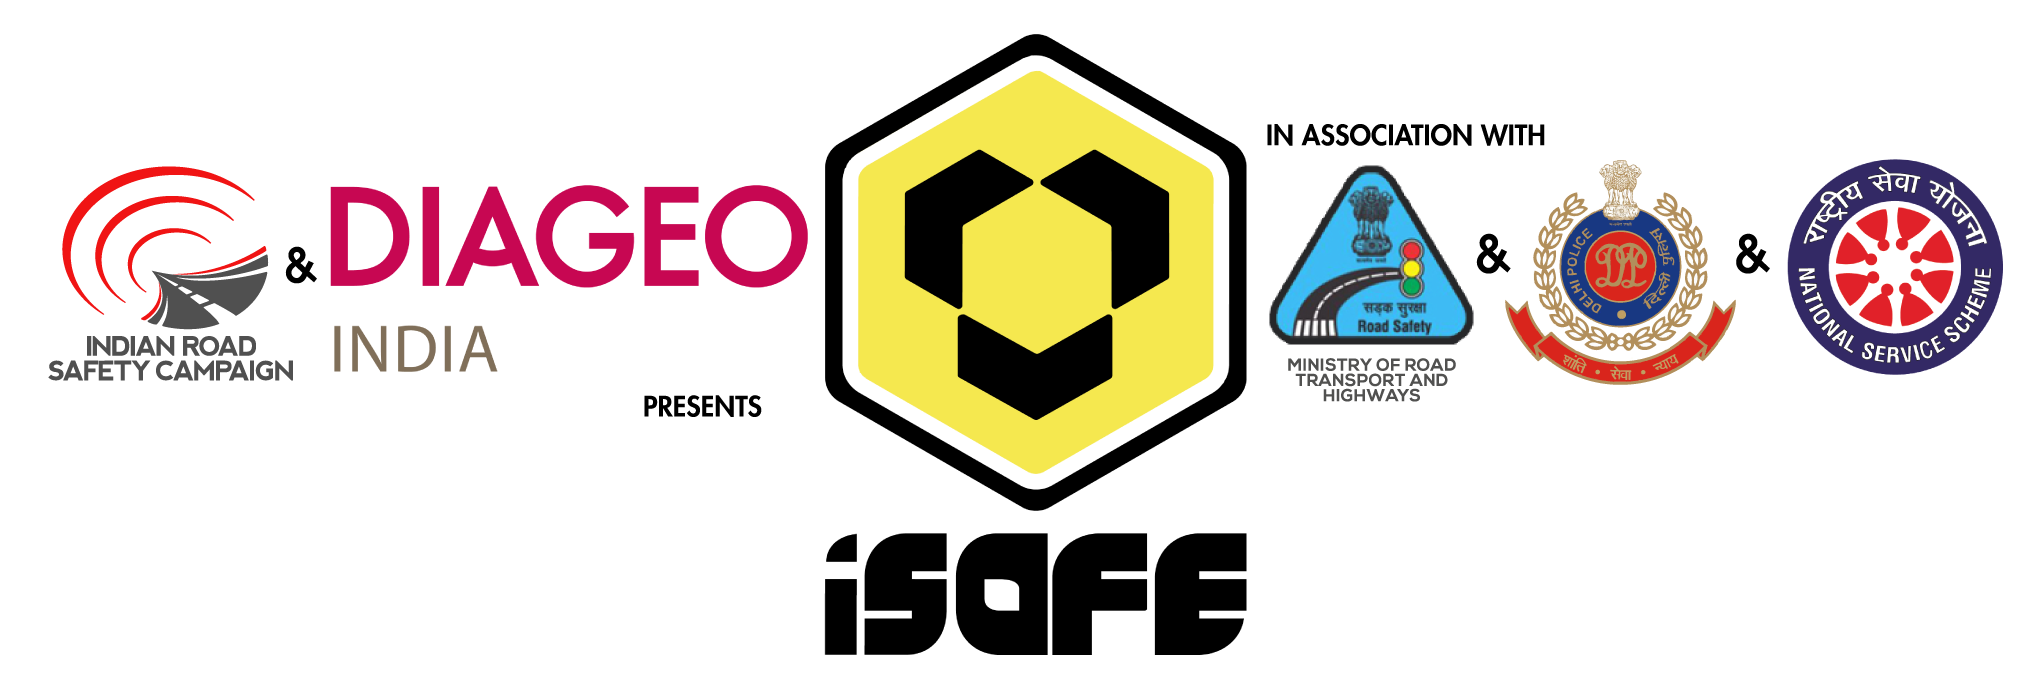 INDIAN ROAD
SAFETY CAMPAIGN
&
DIAGEO
INDIA
PRESENTS
iSAFE
IN ASSOCIATION WITH
सड़क सुरक्षा
Road Safety
MINISTRY OF ROAD
TRANSPORT AND
HIGHWAYS
&
DELHI POLICE
दिल्ली पुलिस
DP
शांति • सेवा • न्याय
&
राष्ट्रीय सेवा योजना
NATIONAL SERVICE SCHEME